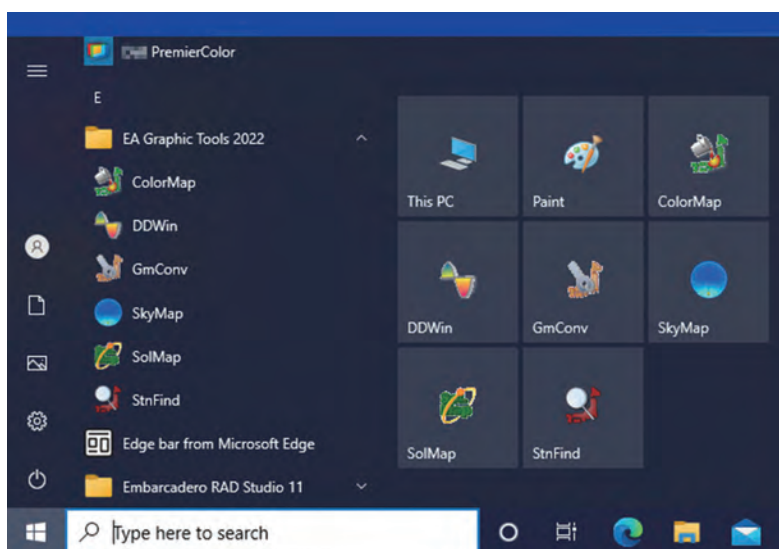 PremierColor
E
EA Graphic Tools 2022
ColorMap
DDWin
GmConv
SkyMap
SolMap
StnFind
Edge bar from Microsoft Edge
Embarcadero RAD Studio 11
This PC
Paint
ColorMap
DDWin
GmConv
SkyMap
SolMap
StnFind
Type here to search